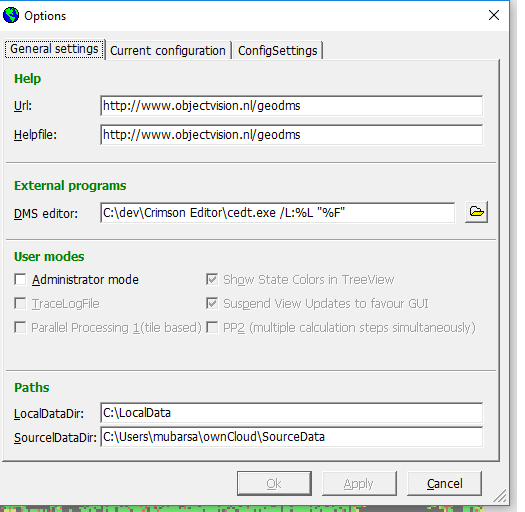 Options
General settings Current configuration ConfigSettings
Help
Url: http://www.objectvision.nl/geodms
Helpfile: http://www.objectvision.nl/geodms
External programs
DMS editor: C:\dev\Crimson Editor\cedt.exe /L:%L "%F"
User modes
Administrator mode Show State Colors in TreeView
TraceLogFile Suspend View Updates to favour GUI
Parallel Processing 1(tile based) PP2 (multiple calculation steps simultaneously)
Paths
LocalDataDir: C:\LocalData
SourcelDataDir: C:\Users\mubarsa\ownCloud\SourceData
Ok Apply Cancel